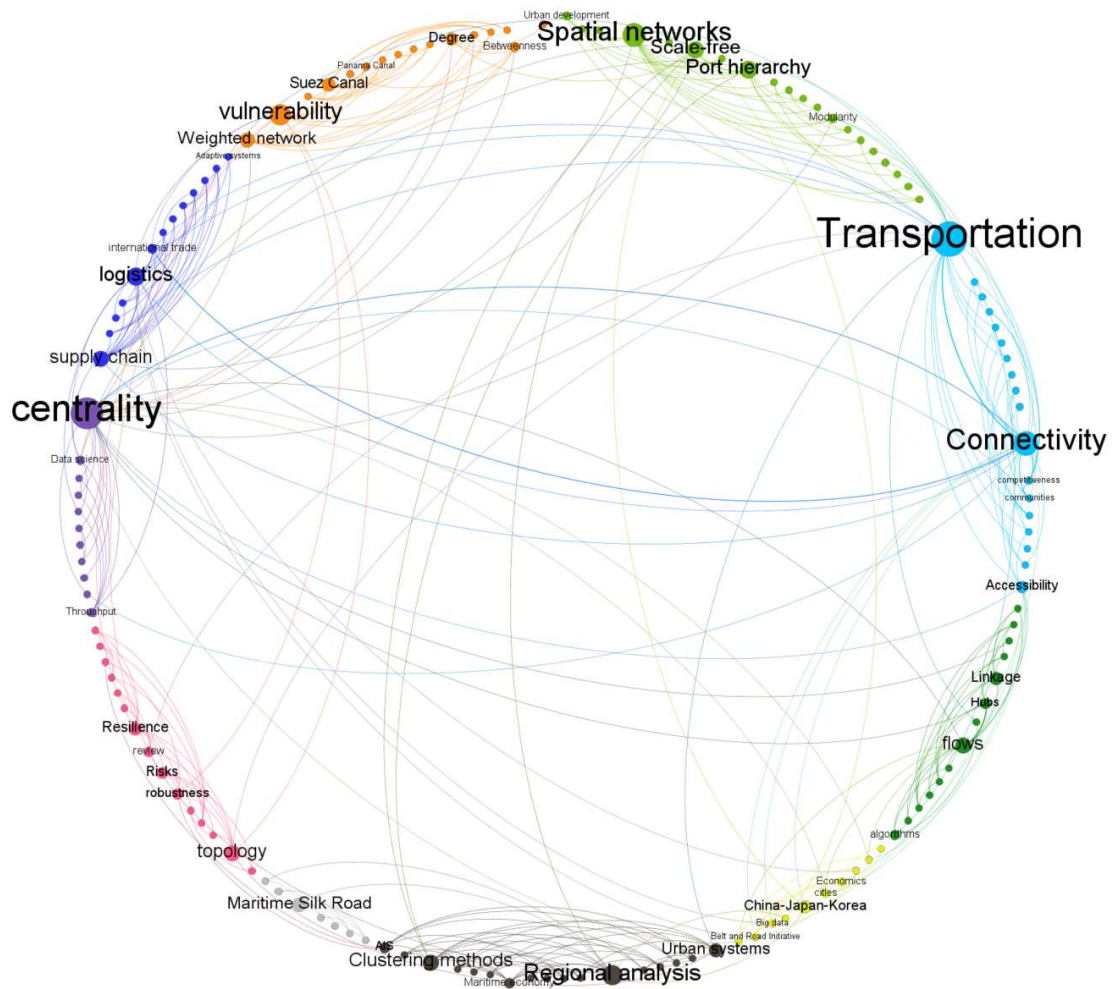 Urban development
Spatial networks
Degree
Betweenness
Scale-free
Panama Canal
Port hierarchy
Suez Canal
vulnerability
Modularity
Weighted network
Adaptive systems
Transportation
international trade
logistics
supply chain
centrality
Connectivity
Data science
competitiveness
communities
Accessibility
Throughput
Linkage
Hubs
Resilience
flows
review
Risks
robustness
algorithms
topology
Economics
cities
Maritime Silk Road
China-Japan-Korea
Big data
Belt and Road Initiative
AIS
Urban systems
Clustering methods
Regional analysis
Maritime economy